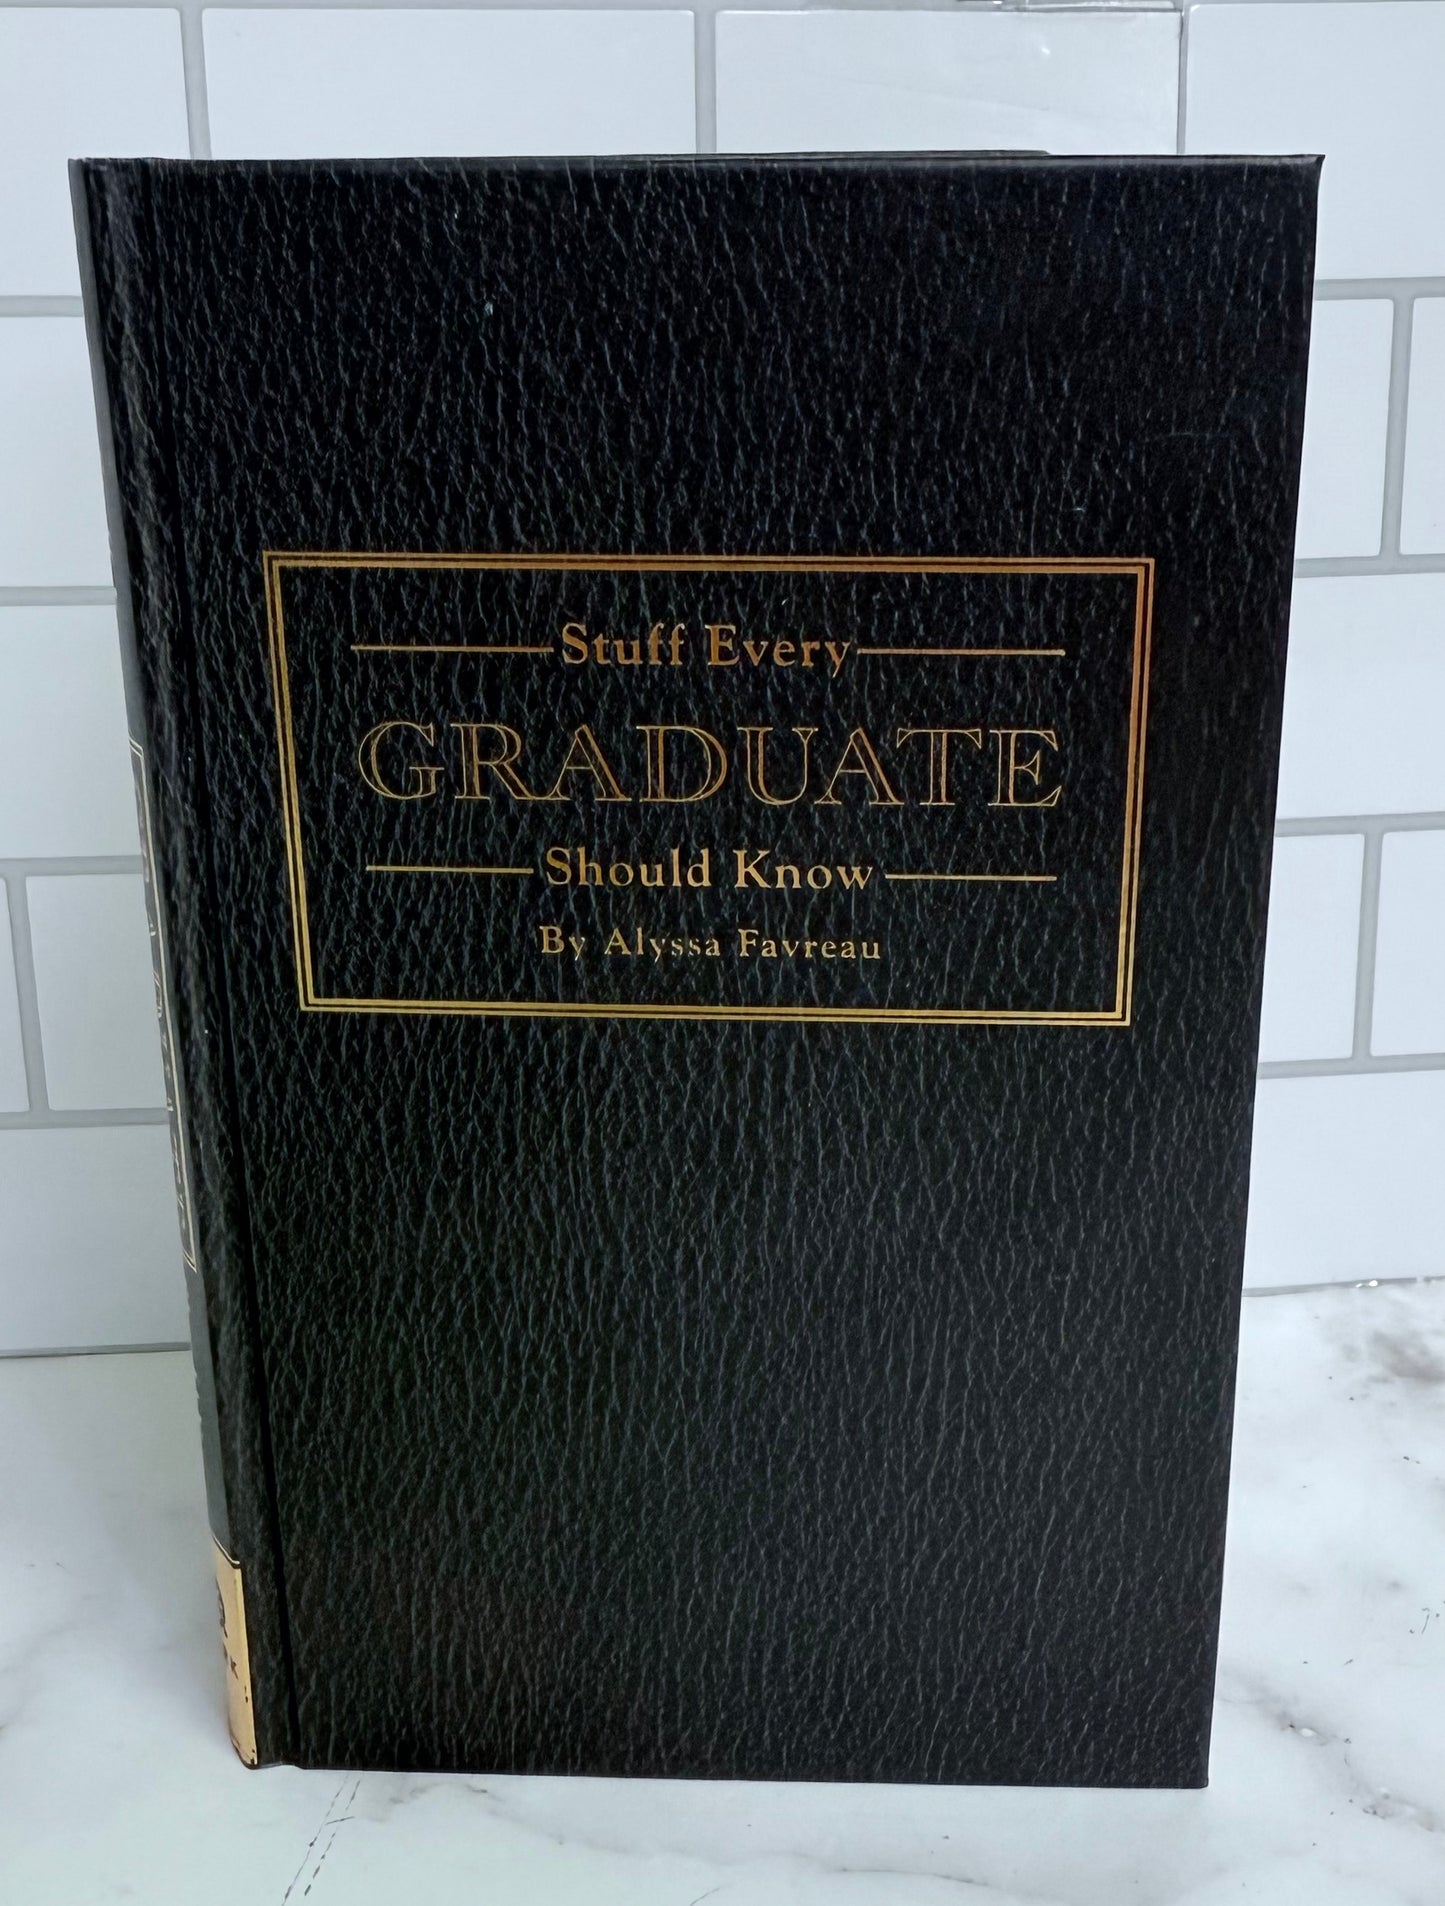 Stuff Every
GRADUATE
Should Know
By Alyssa Favreau